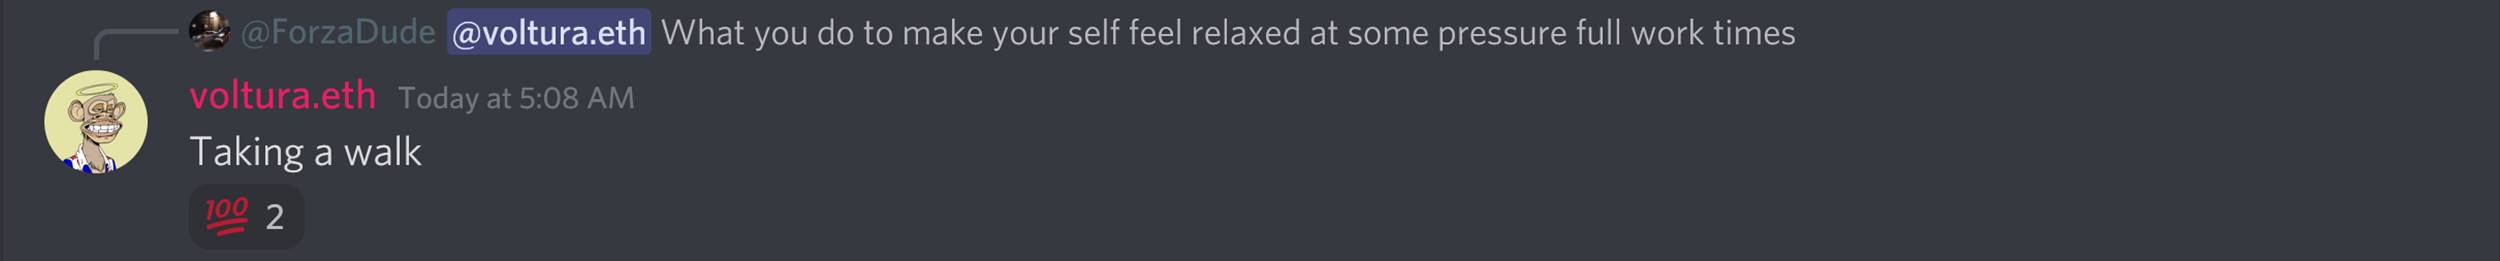 @ForzaDude @voltura.eth What you do to make your self feel relaxed at some pressure full work times
voltura.eth Today at 5:08 AM
Taking a walk
💯 2